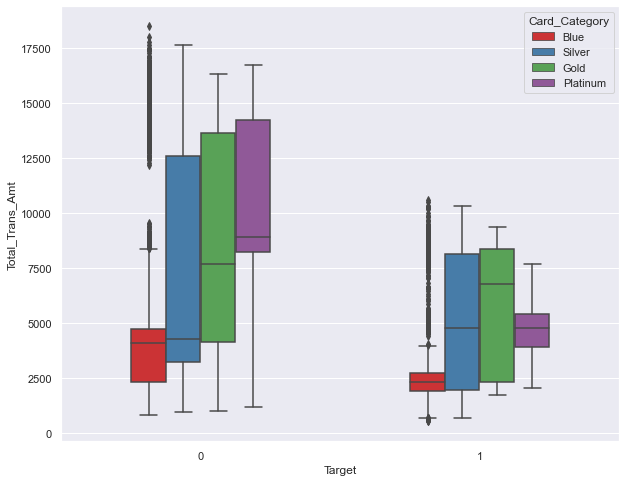 Card_Category
Blue
Silver
Gold
Platinum
Total_Trans_Amt
17500
15000
12500
10000
7500
5000
2500
0
0 1
Target